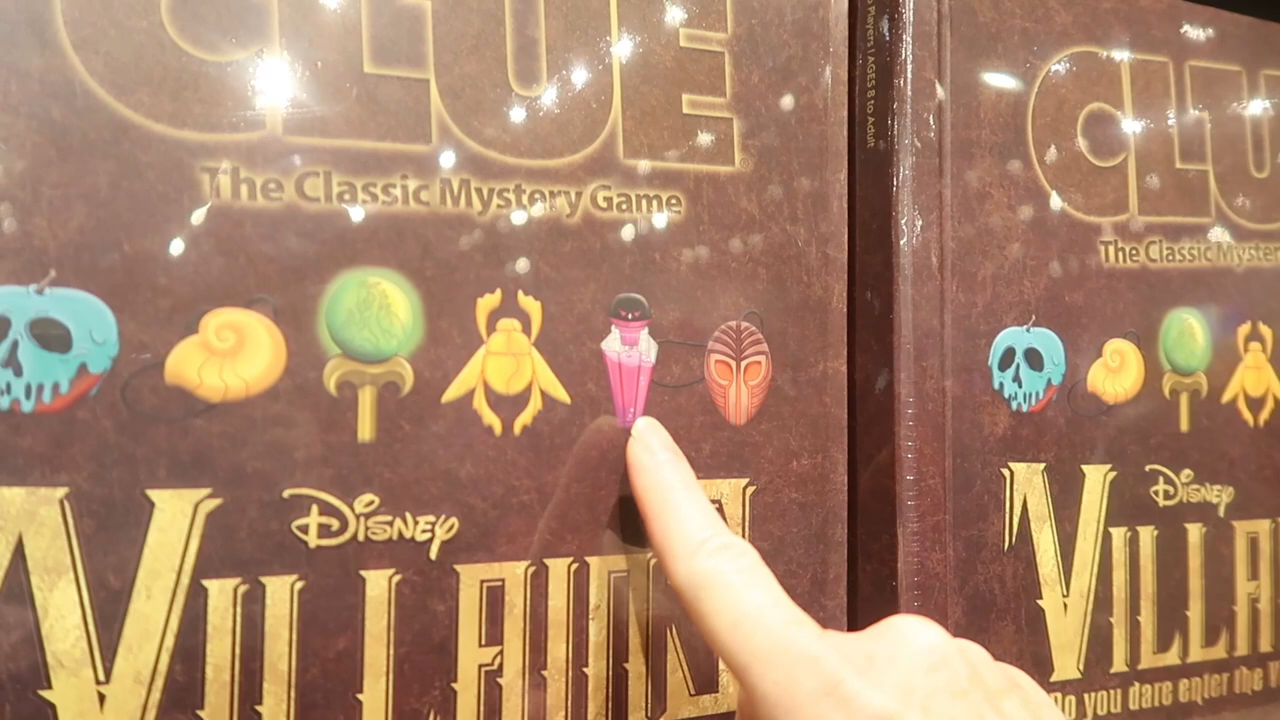 CLUE
The Classic Mystery Game
DISNEY
VILLAINS
Players | AGES 8 to Adult
CLU
The Classic Myster
DISNEY
VILLA
Do you dare enter the V